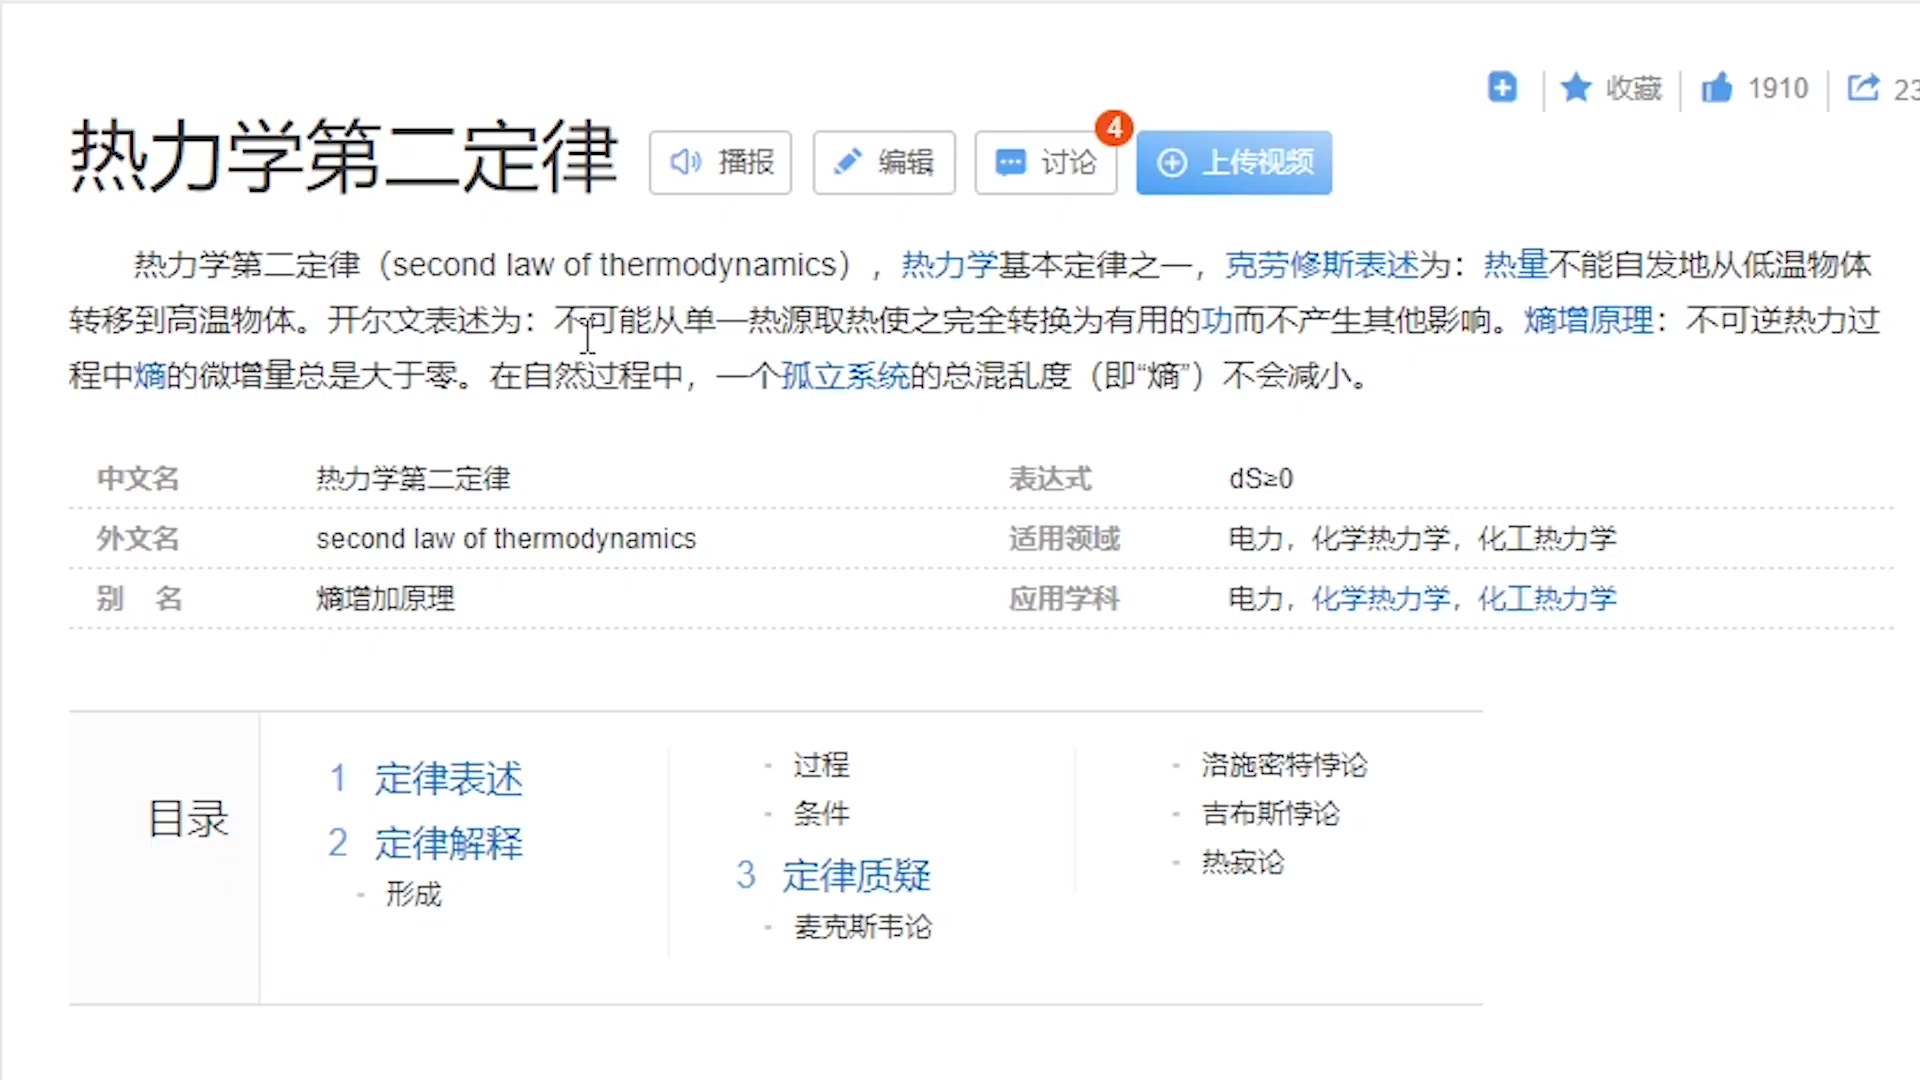 收藏 1910 23
热力学第二定律 播报 编辑 讨论 4 上传视频
热力学第二定律（second law of thermodynamics），热力学基本定律之一，克劳修斯表述为：热量不能自发地从低温物体
转移到高温物体。开尔文表述为：不可能从单一热源取热使之完全转换为有用的功而不产生其他影响。熵增原理：不可逆热力过
程中熵的微增量总是大于零。在自然过程中，一个孤立系统的总混乱度（即“熵”）不会减小。
中文名 热力学第二定律 表达式 dS≥0
外文名 second law of thermodynamics 适用领域 电力，化学热力学，化工热力学
别 名 熵增加原理 应用学科 电力，化学热力学，化工热力学
目录
1 定律表述
2 定律解释
- 形成
- 过程
- 条件
3 定律质疑
- 麦克斯韦论
- 洛施密特悖论
- 吉布斯悖论
- 热寂论